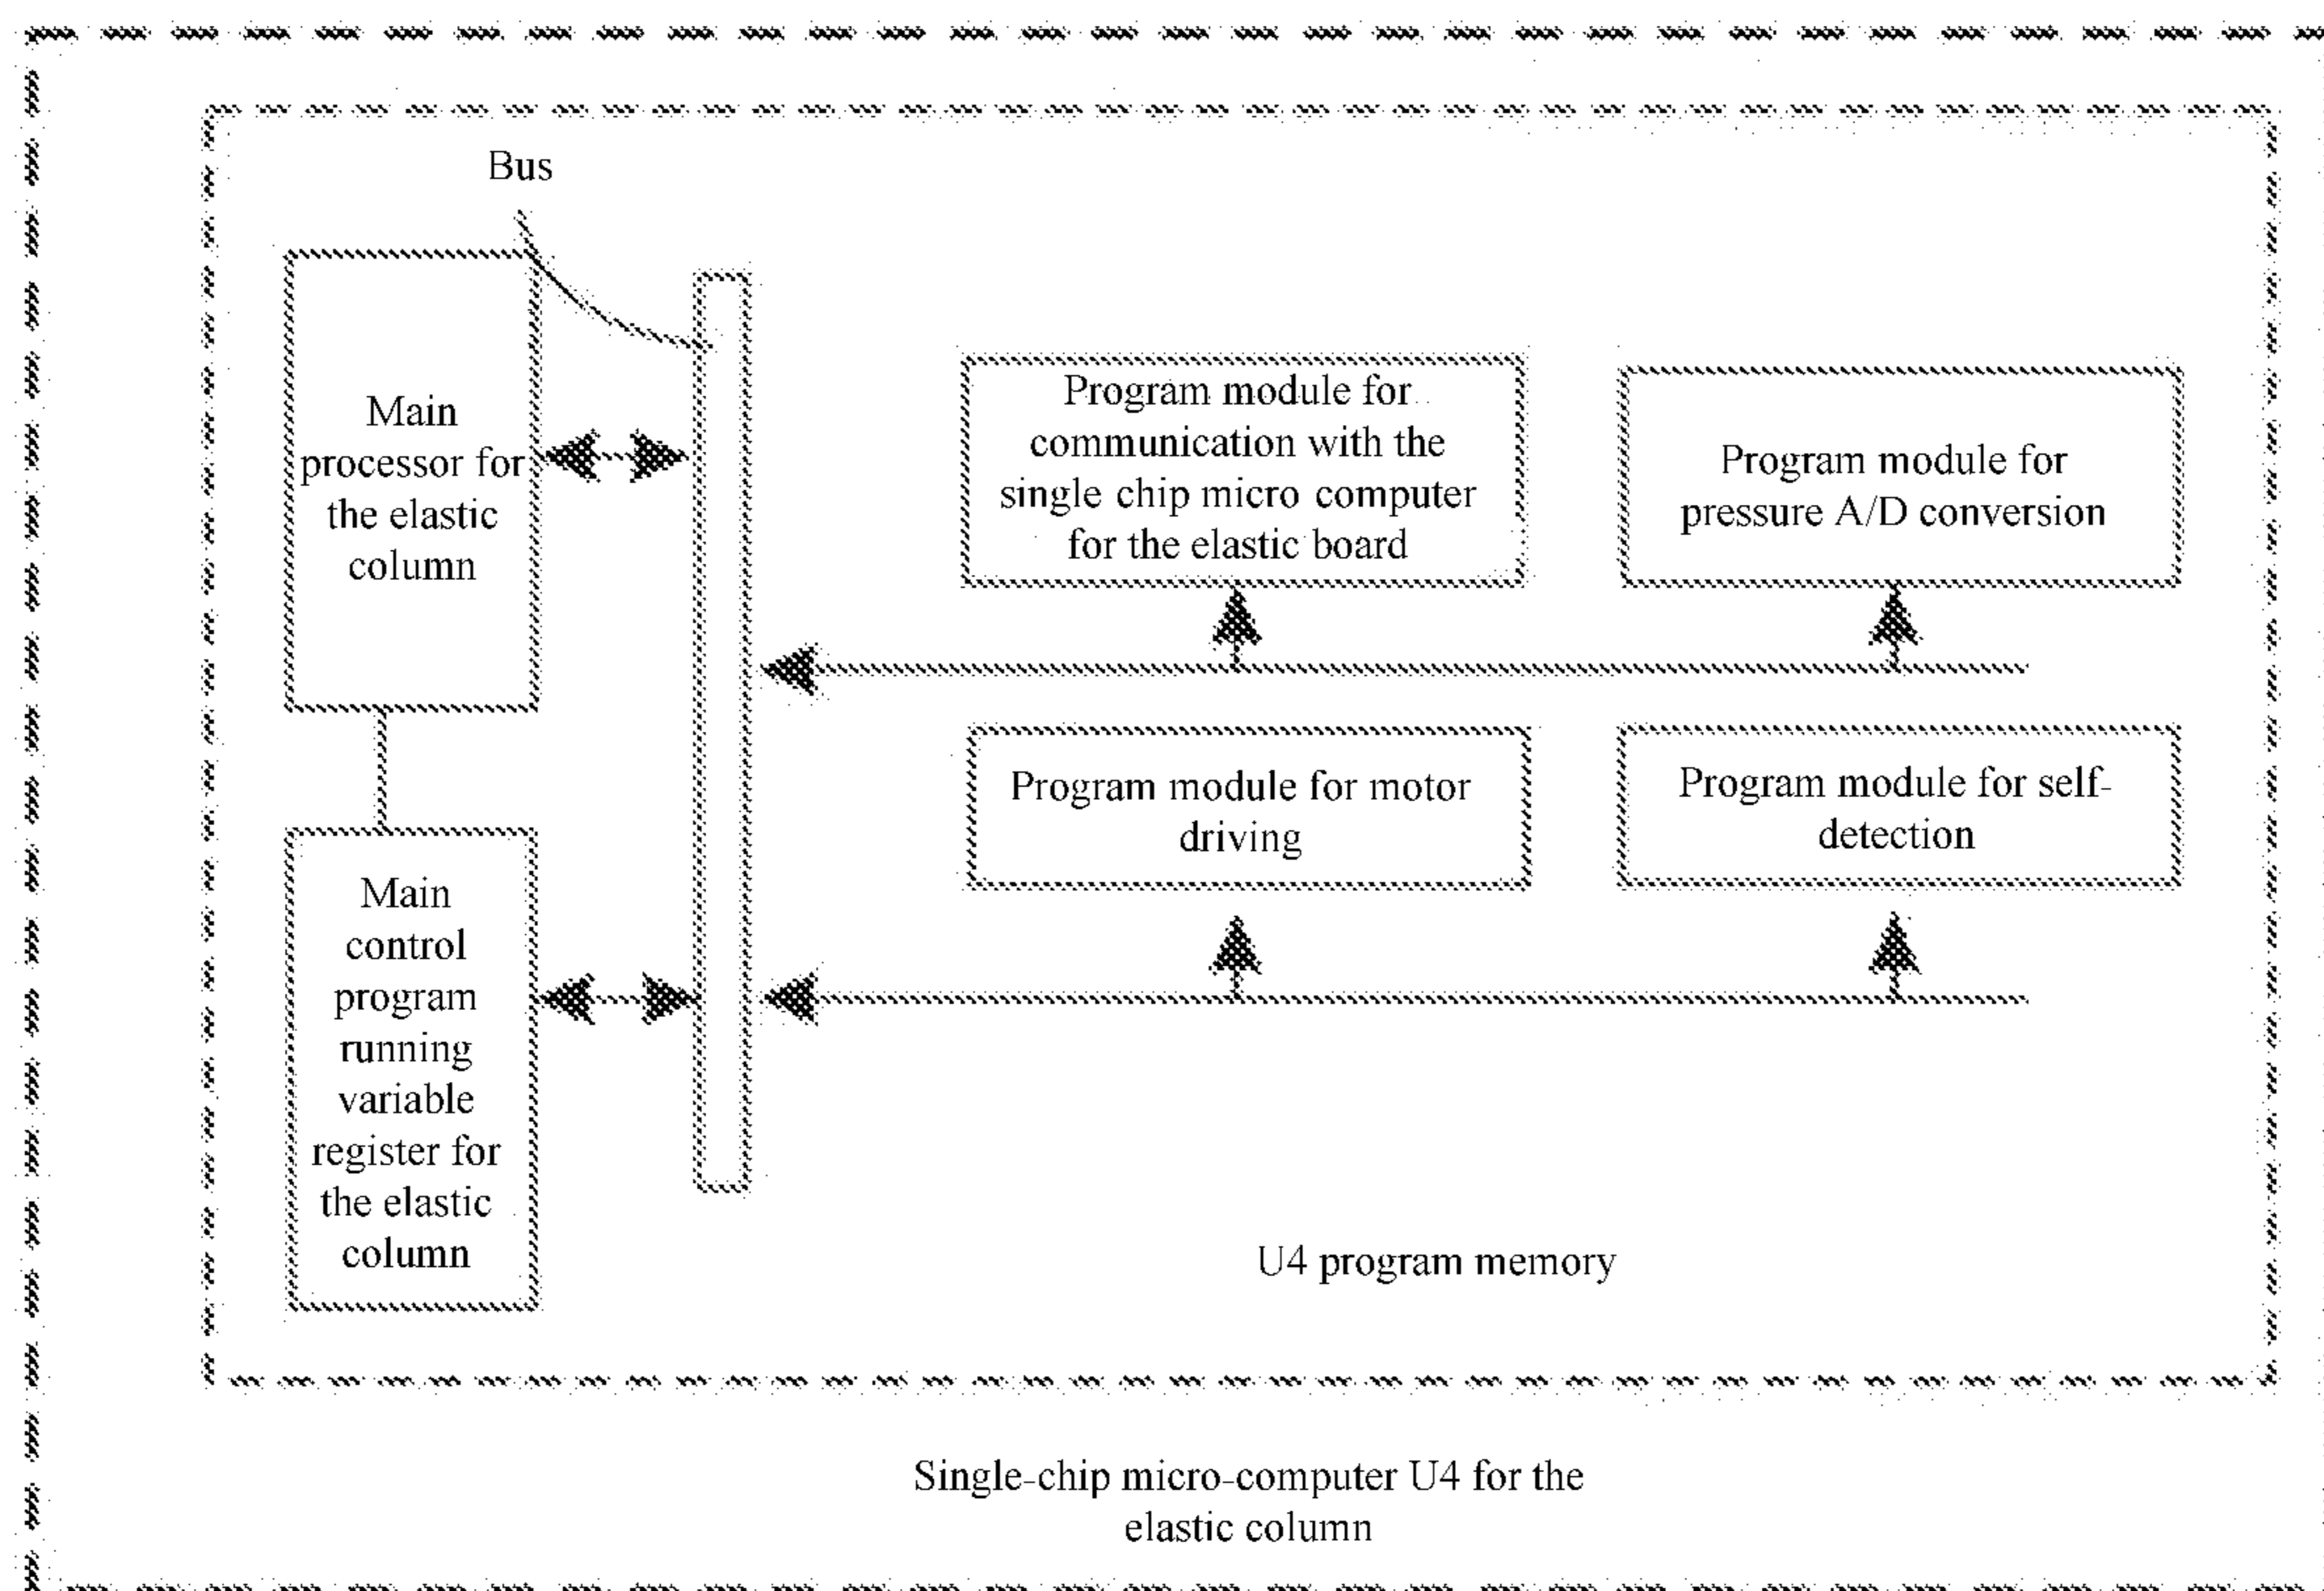 Bus
Main
processor for
the elastic
column
Program module for
communication with the
single chip micro computer
for the elastic board
Program module for
pressure A/D conversion
Program module for motor
driving
Program module for self-
detection
Main
control
program
running
variable
register for
the elastic
column
U4 program memory
Single-chip micro-computer U4 for the
elastic column